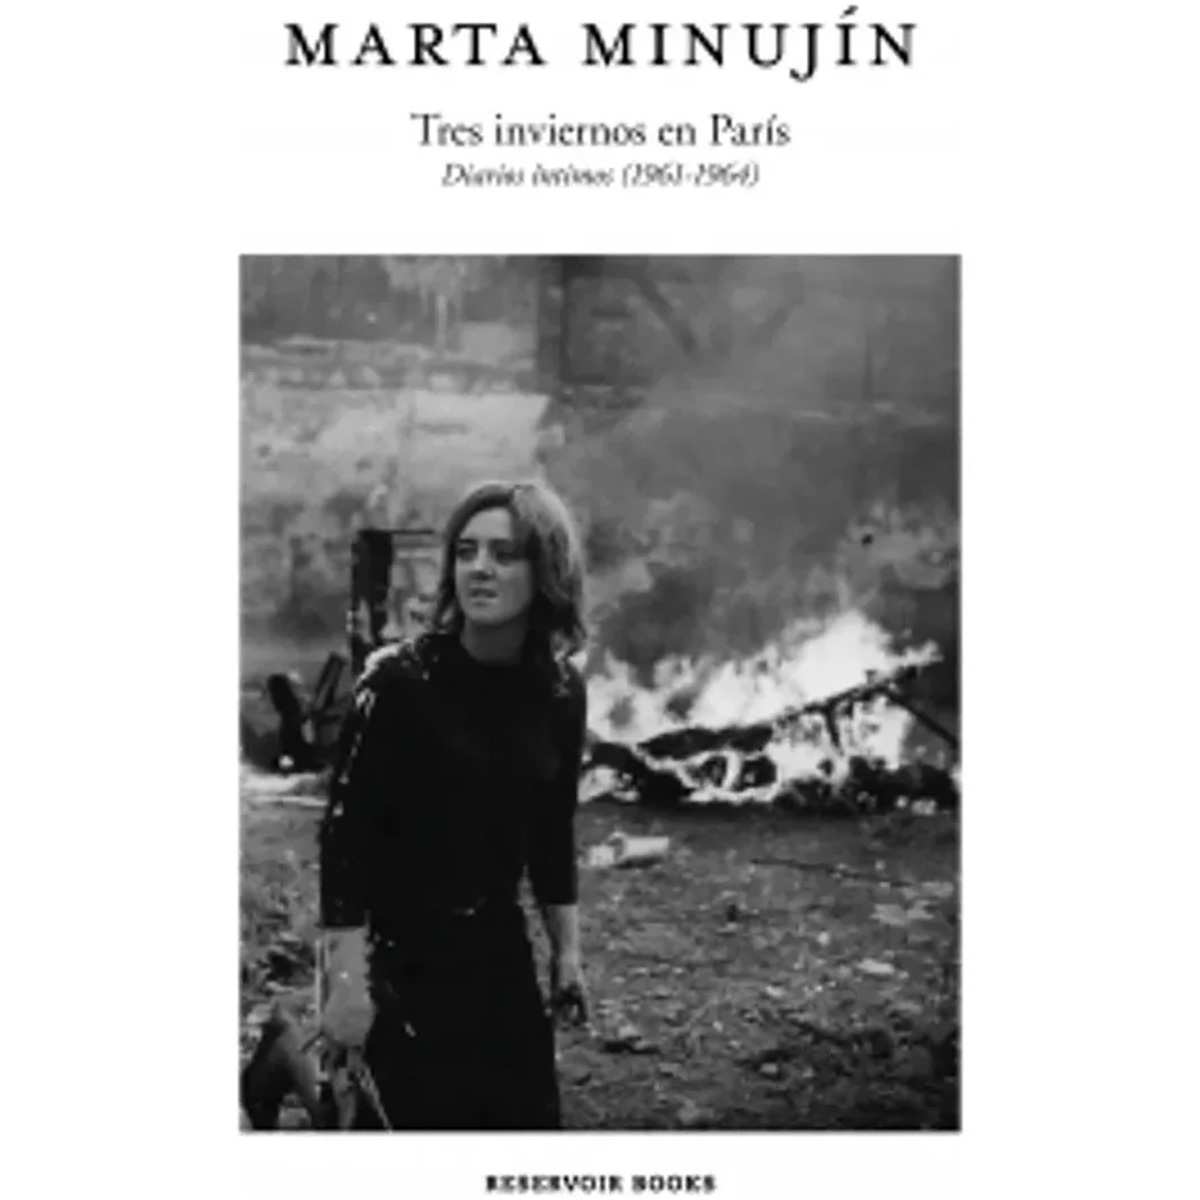 MARTA MINUJÍN
Tres inviernos en París
Diarios íntimos (1961-1964)
RESERVOIR BOOKS